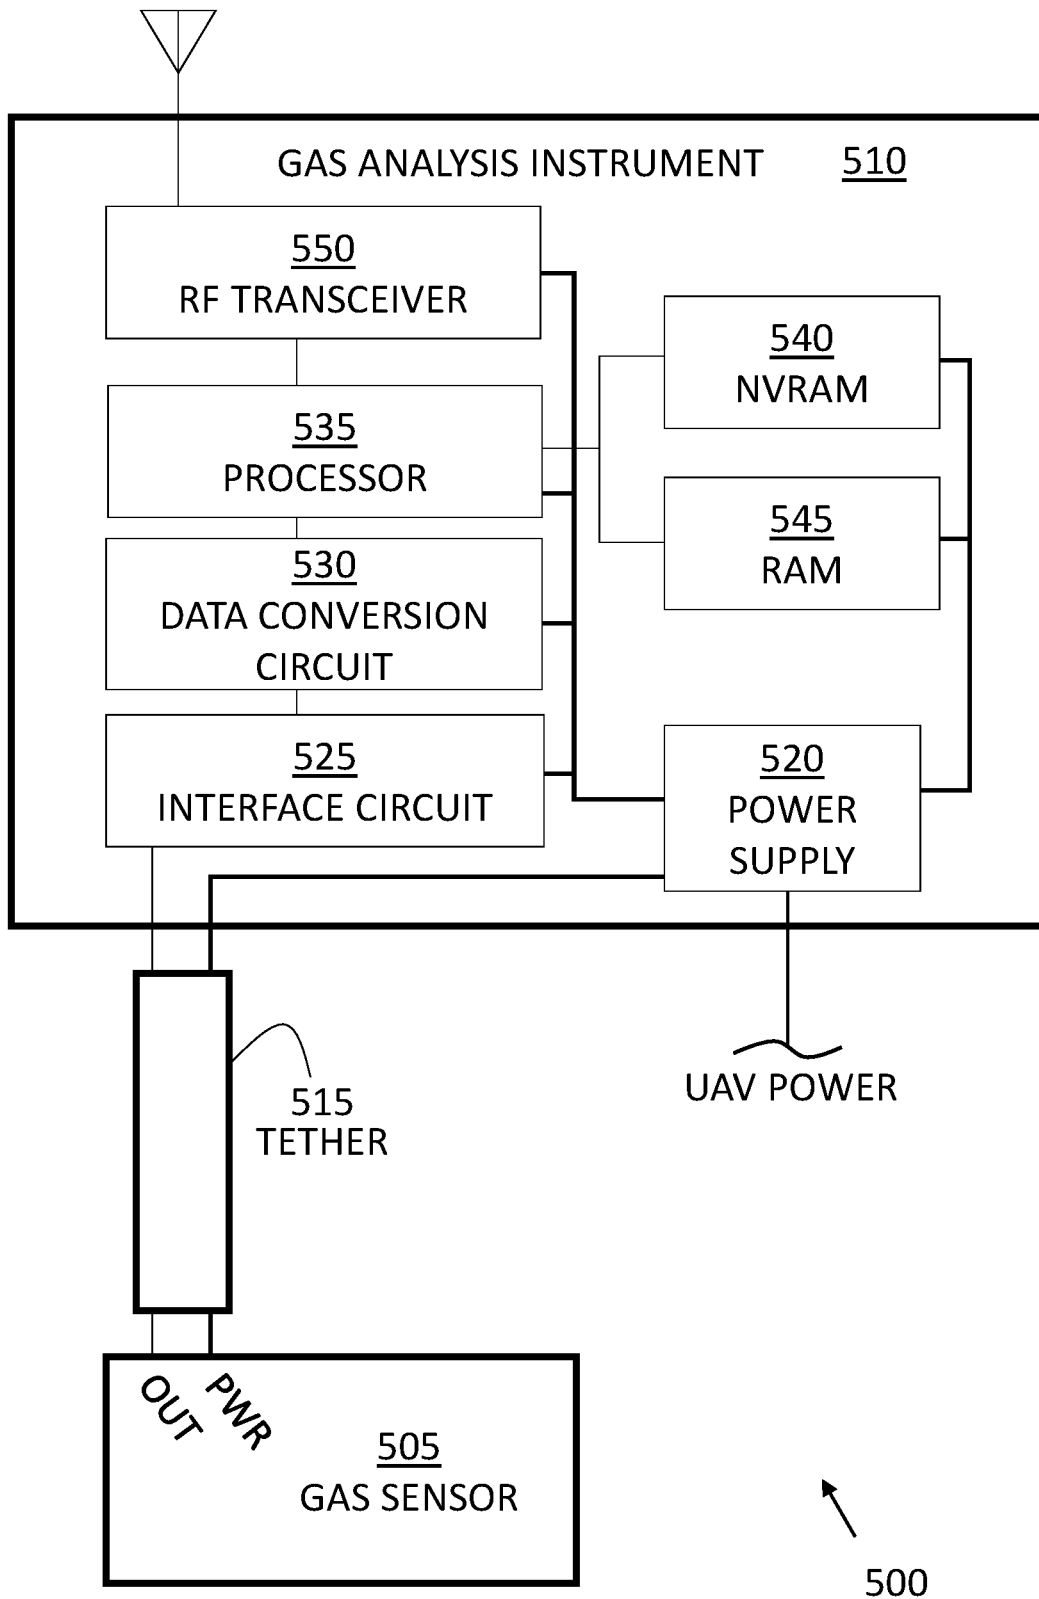 GAS ANALYSIS INSTRUMENT 510
550
RF TRANSCEIVER
540
NVRAM
535
PROCESSOR
545
RAM
530
DATA CONVERSION
CIRCUIT
525
INTERFACE CIRCUIT
520
POWER
SUPPLY
UAV POWER
515
TETHER
OUT
PWR
505
GAS SENSOR
500